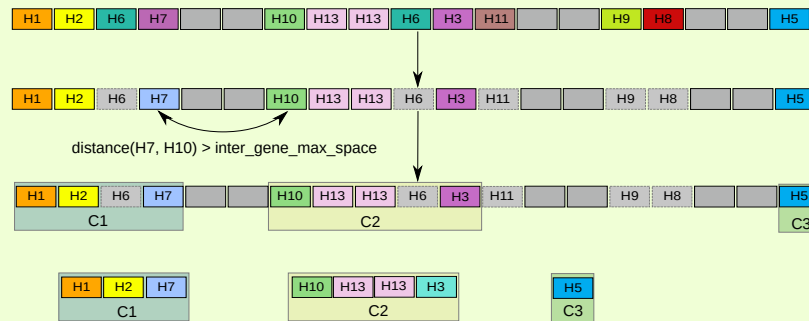 H1 H2 H6 H7 H10 H13 H13 H6 H3 H11 H9 H8 H5
H1 H2 H6 H7 H10 H13 H13 H6 H3 H11 H9 H8 H5
distance(H7, H10) > inter_gene_max_space
H1 H2 H6 H7 H10 H13 H13 H6 H3 H11 H9 H8 H5
C1 C2 C3
H1 H2 H7 H10 H13 H13 H3 H5
C1 C2 C3